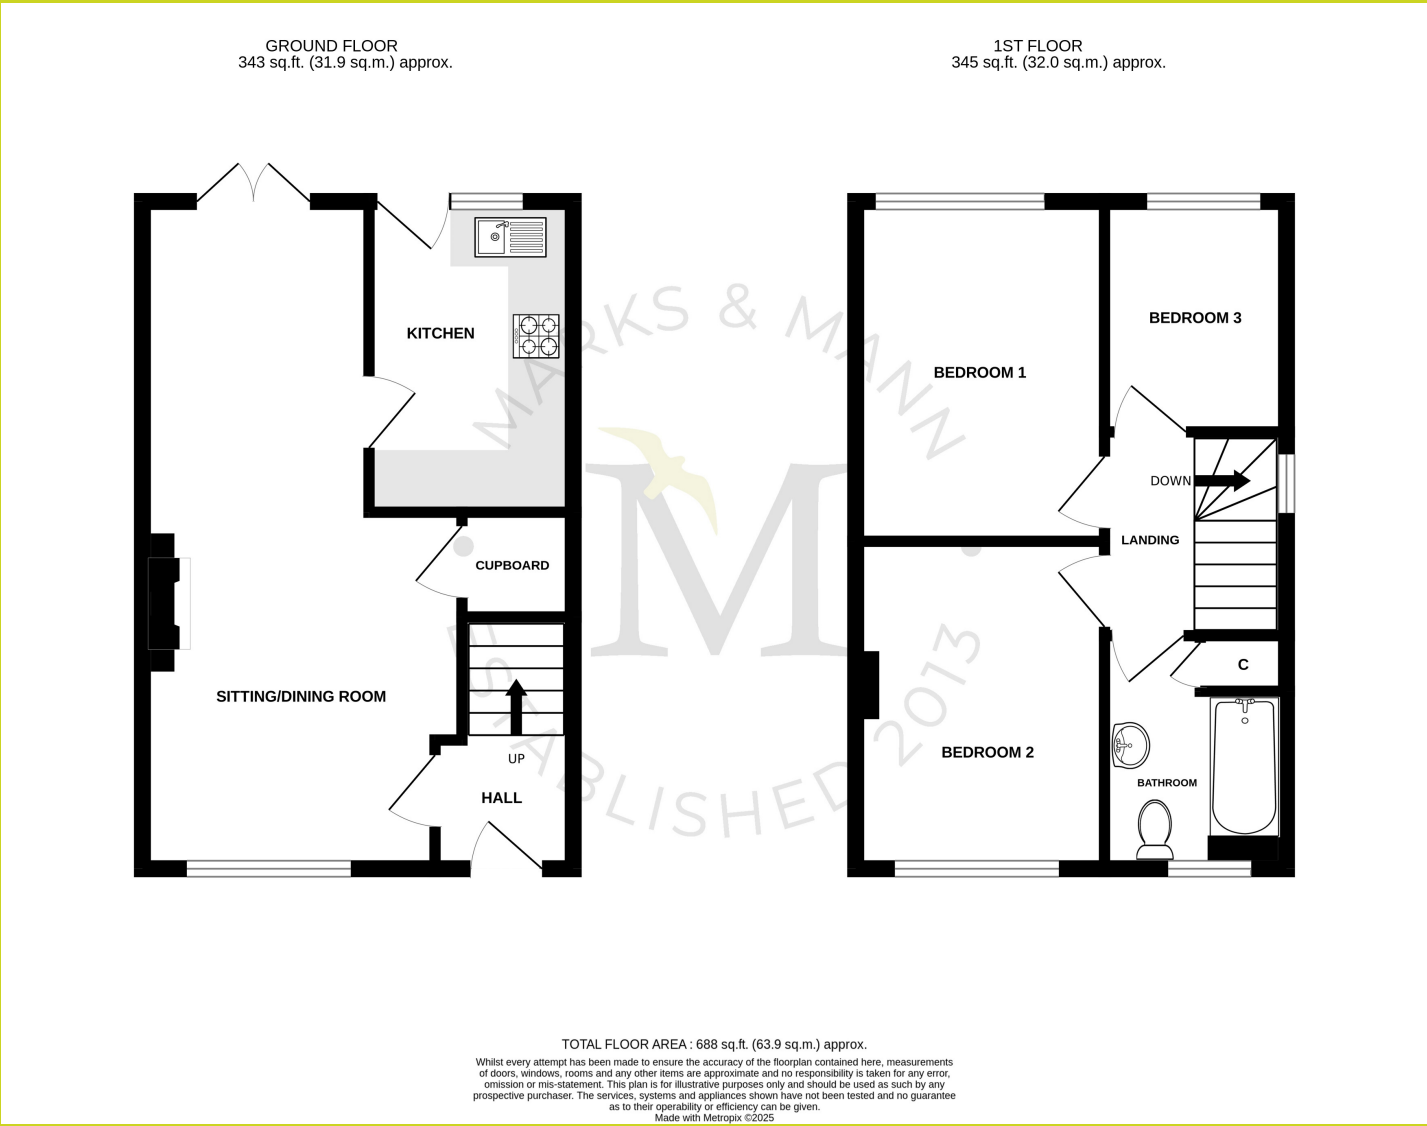 GROUND FLOOR
343 sq.ft. (31.9 sq.m.) approx.
1ST FLOOR
345 sq.ft. (32.0 sq.m.) approx.
KITCHEN
CUPBOARD
SITTING/DINING ROOM
UP
HALL
BEDROOM 3
BEDROOM 1
DOWN
LANDING
C
BEDROOM 2
BATHROOM
MARKS & MANN
M
ESTABLISHED 2013
TOTAL FLOOR AREA : 688 sq.ft. (63.9 sq.m.) approx.
Whilst every attempt has been made to ensure the accuracy of the floorplan contained here, measurements
of doors, windows, rooms and any other items are approximate and no responsibility is taken for any error,
omission or mis-statement. This plan is for illustrative purposes only and should be used as such by any
prospective purchaser. The services, systems and appliances shown have not been tested and no guarantee
as to their operability or efficiency can be given.
Made with Metropix ©2025